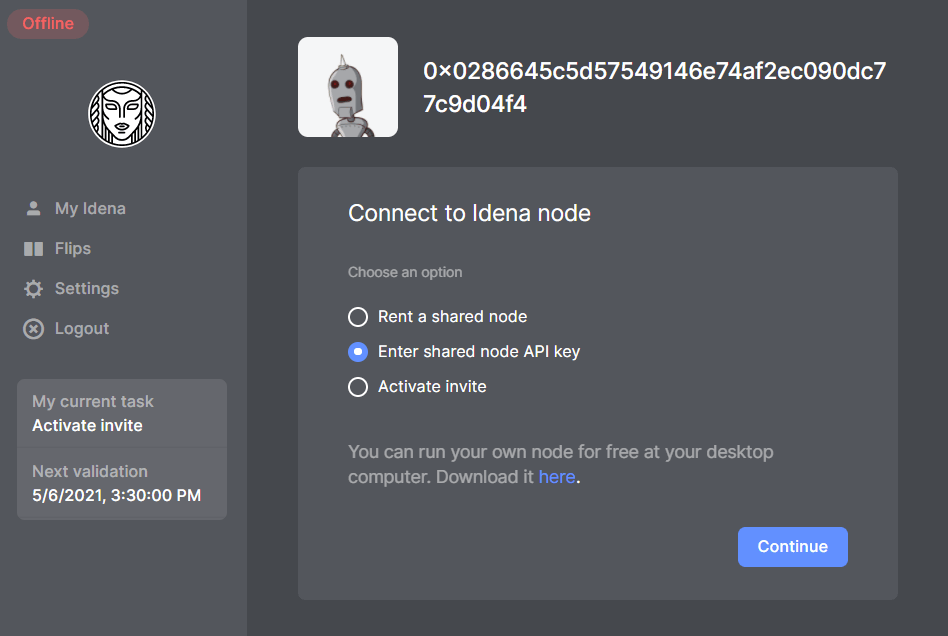 Offline
0x0286645c5d57549146e74af2ec090dc7
7c9d04f4
My Idena
Flips
Settings
Logout
My current task
Activate invite
Next validation
5/6/2021, 3:30:00 PM
Connect to Idena node
Choose an option
Rent a shared node
Enter shared node API key
Activate invite
You can run your own node for free at your desktop
computer. Download it here.
Continue